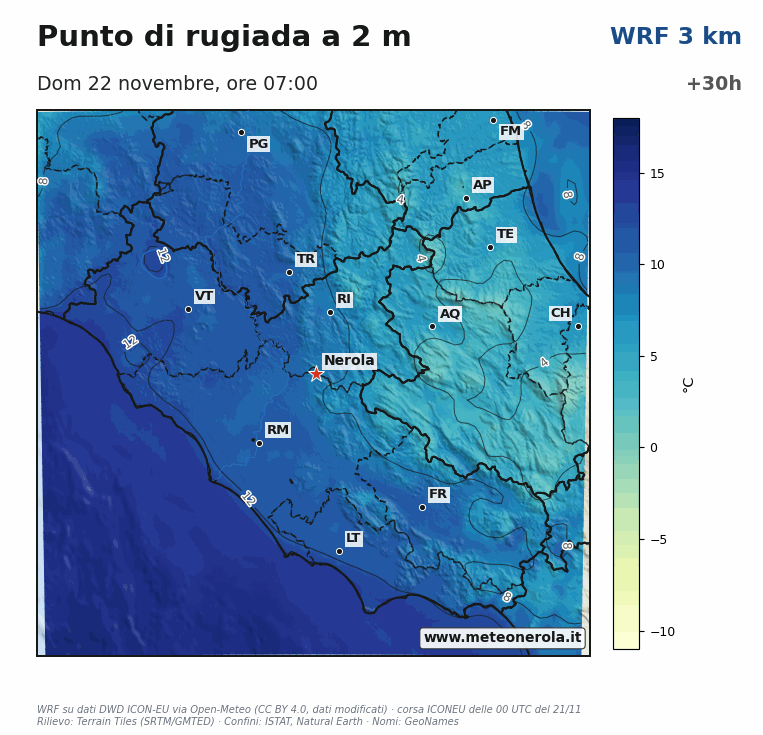 Punto di rugiada a 2 m
WRF 3 km
Dom 22 novembre, ore 07:00
+30h
FM
8
PG
AP
8
8
4
TE
12
TR
4
8
VT
RI
AQ
CH
12
Nerola
4
RM
12
FR
LT
8
8
www.meteonerola.it
15
10
5
0
−5
−10
°C
WRF su dati DWD ICON-EU via Open-Meteo (CC BY 4.0, dati modificati) · corsa ICONEU delle 00 UTC del 21/11
Rilievo: Terrain Tiles (SRTM/GMTED) · Confini: ISTAT, Natural Earth · Nomi: GeoNames